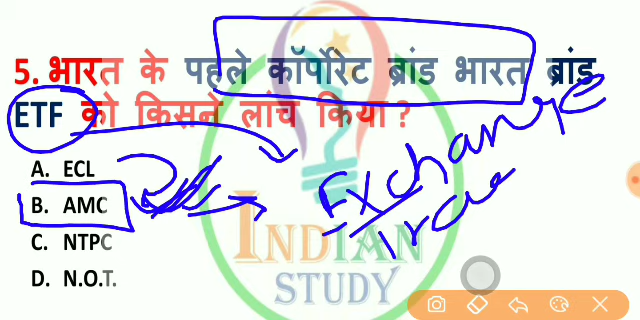 5. भारत के पहले कॉर्पोरेट ब्रांड भारत ब्रांड
ETF को किसने लांच किया?
A. ECL
B. AMC
C. NTPC
D. N.O.T.
Exchange
Trade
INDIAN
STUDY